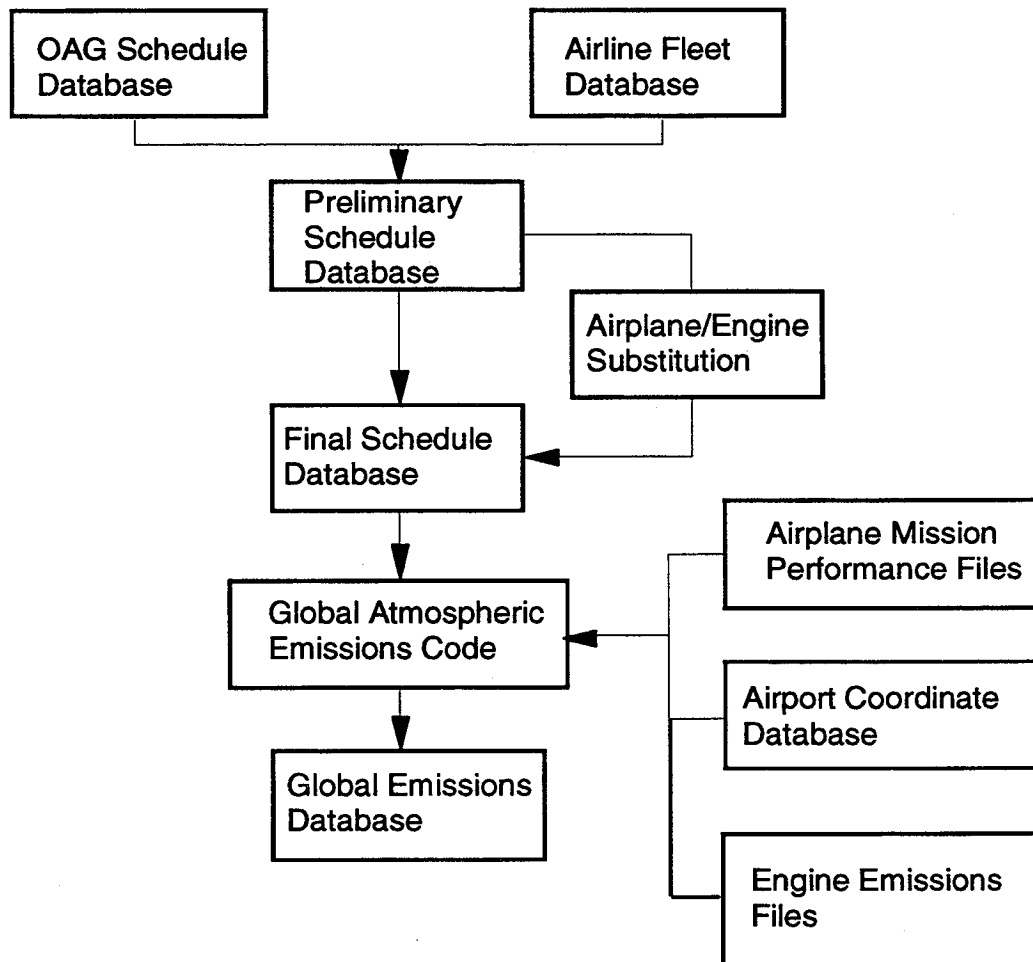 OAG Schedule
Database
Airline Fleet
Database
Preliminary
Schedule
Database
Airplane/Engine
Substitution
Final Schedule
Database
Airplane Mission
Performance Files
Global Atmospheric
Emissions Code
Airport Coordinate
Database
Global Emissions
Database
Engine Emissions
Files